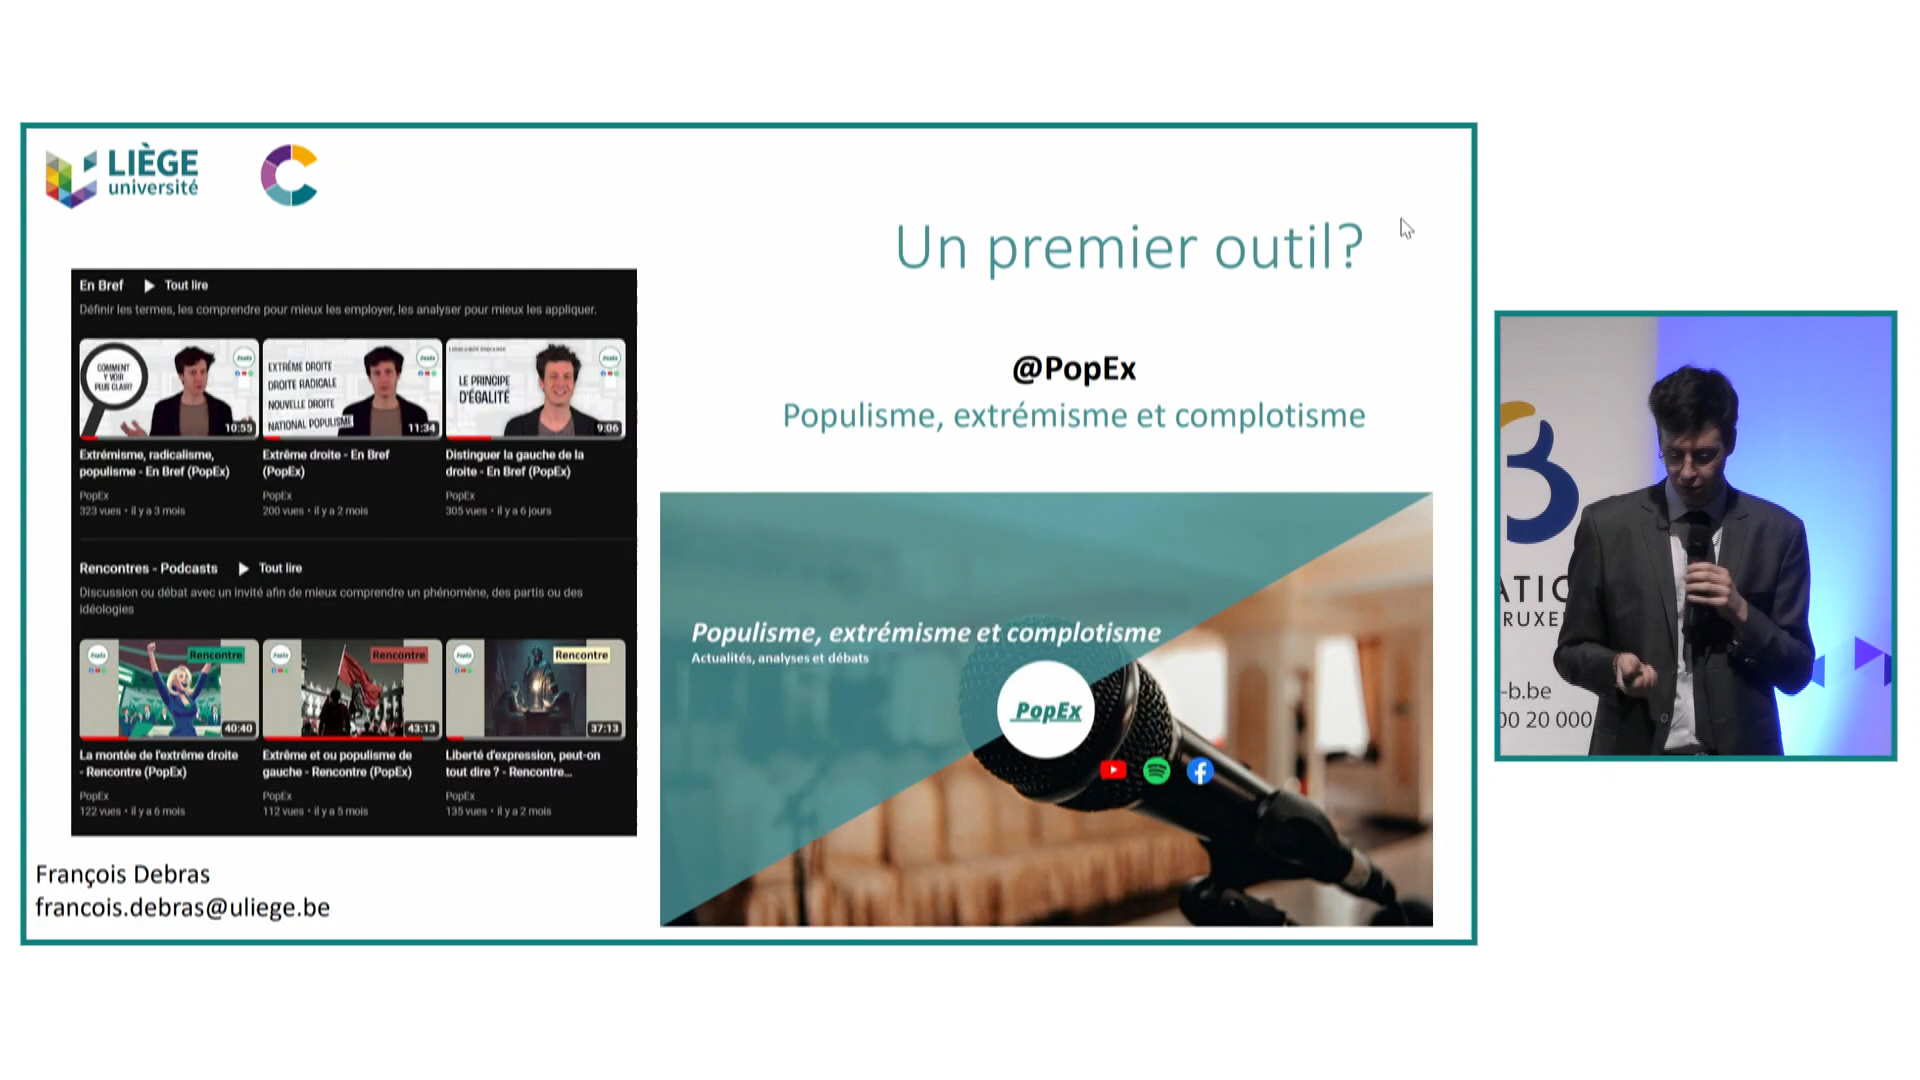 LIÈGE
université
Un premier outil?
@PopEx
Populisme, extrémisme et complotisme
En Bref
Tout lire
Définir les termes, les comprendre pour mieux les employer, les analyser pour mieux les appliquer.
COMMENT
Y VOIR
PLUS CLAIR?
10:55
EXTRÊME DROITE
DROITE RADICALE
NOUVELLE DROITE
NATIONAL POPULISME
11:34
LE PRINCIPE
D'ÉGALITÉ
9:06
Extrémisme, radicalisme,
populisme - En Bref (PopEx)
PopEx
323 vues • il y a 3 mois
Extrême droite - En Bref
(PopEx)
PopEx
200 vues • il y a 2 mois
Distinguer la gauche de la
droite - En Bref (PopEx)
PopEx
305 vues • il y a 6 jours
Rencontres - Podcasts
Tout lire
Discussion ou débat avec un invité afin de mieux comprendre un phénomène, des partis ou des
idéologies
Rencontre
40:40
Rencontre
43:13
Rencontre
37:13
La montée de l'extrême droite
- Rencontre (PopEx)
PopEx
122 vues • il y a 6 mois
Extrême et ou populisme de
gauche - Rencontre (PopEx)
PopEx
112 vues • il y a 5 mois
Liberté d'expression, peut-on
tout dire ? - Rencontre...
PopEx
135 vues • il y a 2 mois
Populisme, extrémisme et complotisme
Actualités, analyses et débats
PopEx
François Debras
francois.debras@uliege.be
ATIO
RUXE
-b.be
00 20 000